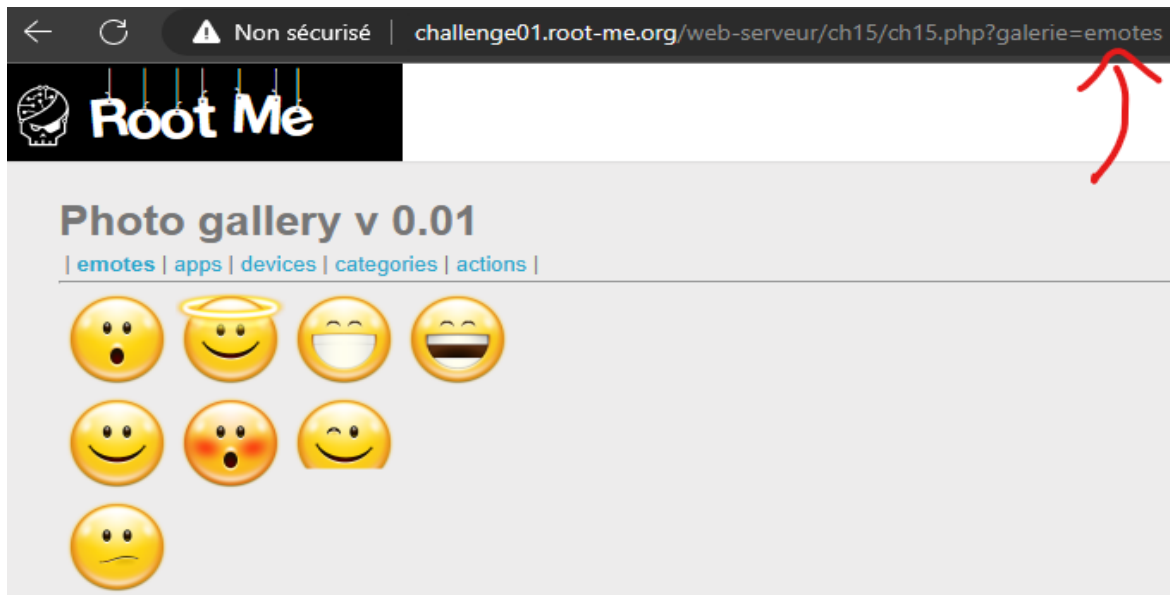 Non sécurisé | challenge01.root-me.org/web-serveur/ch15/ch15.php?galerie=emotes
Root Me
Photo gallery v 0.01
| emotes | apps | devices | categories | actions |